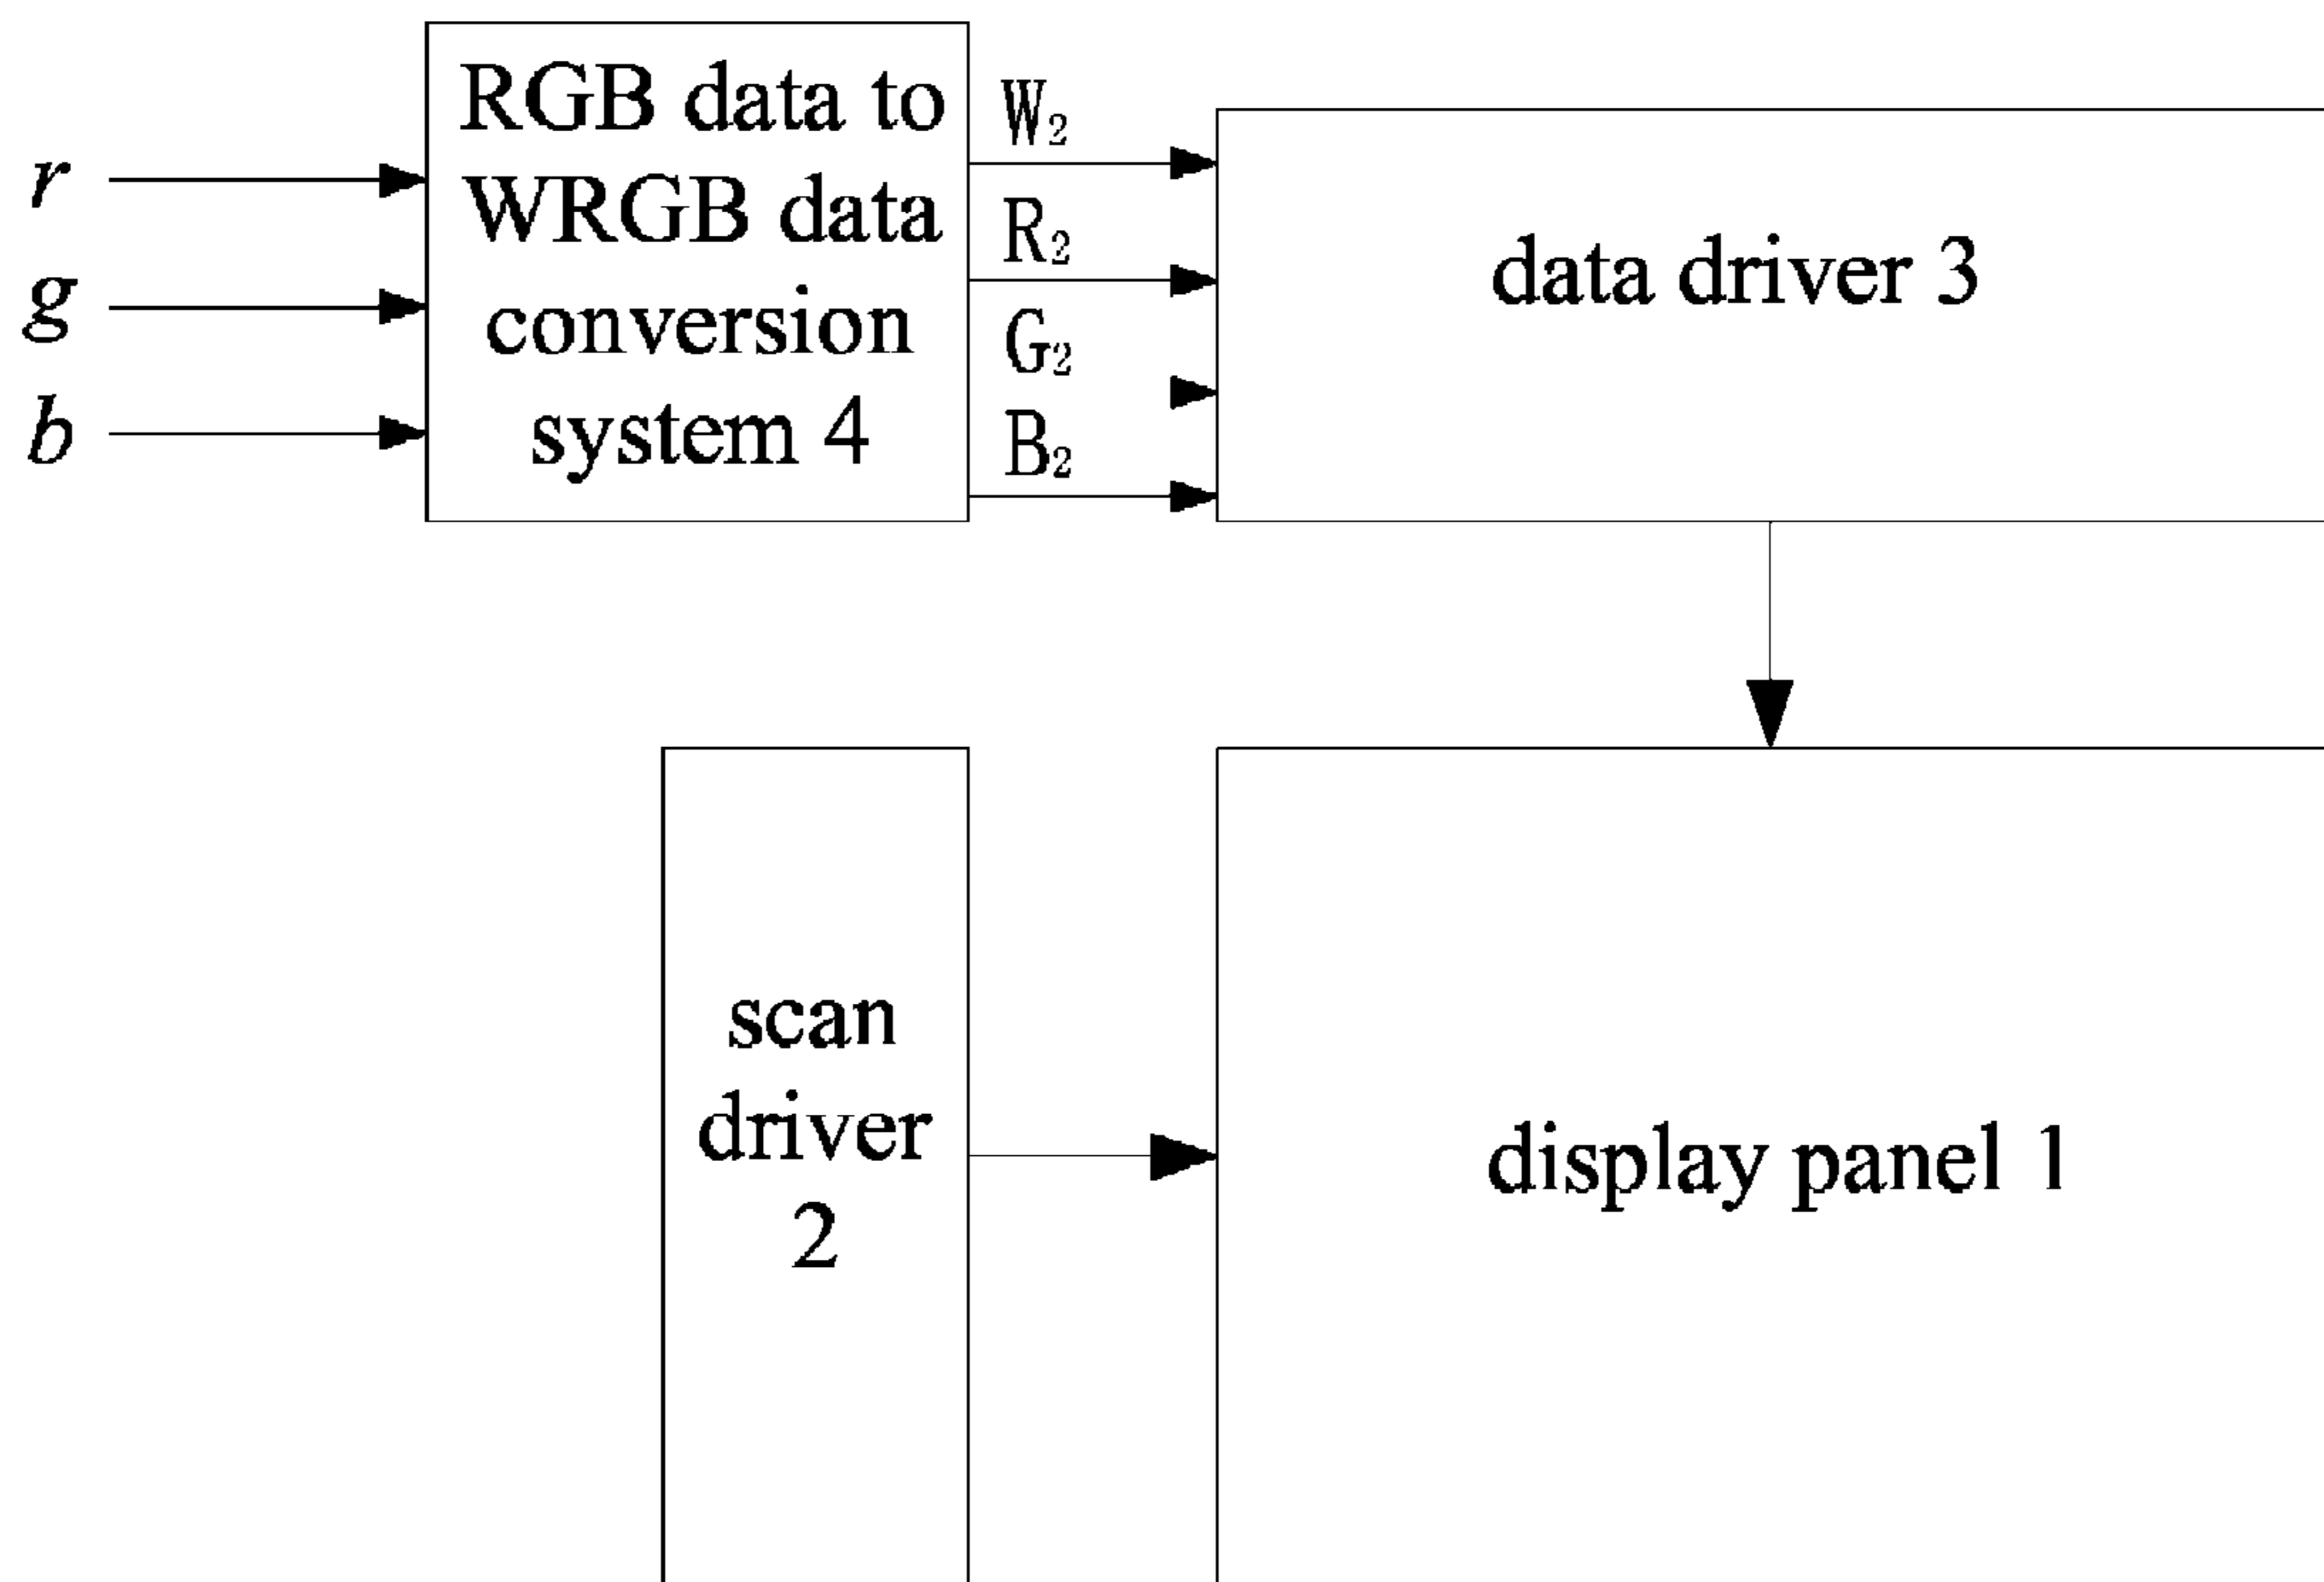 r
g
b
RGB data to
WRGB data
conversion
system 4
W₂
R₂
G₂
B₂
data driver 3
scan
driver
2
display panel 1